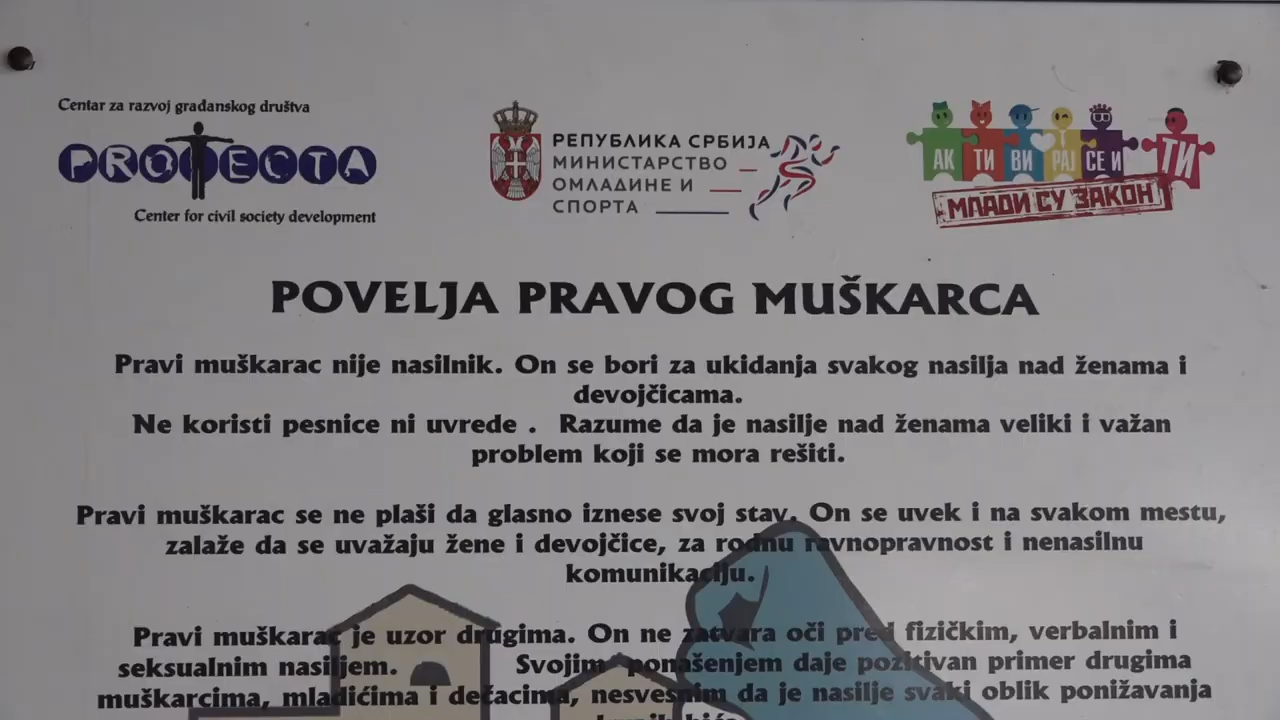 Centar za razvoj građanskog društva
PROTECTA
Center for civil society development
РЕПУБЛИКА СРБИЈА
МИНИСТАРСТВО
ОМЛАДИНЕ И
СПОРТА
АК ТИ ВИ РАЈ СЕ И ТИ
МЛАДИ СУ ЗАКОН
POVELJA PRAVOG MUŠKARCA
Pravi muškarac nije nasilnik. On se bori za ukidanja svakog nasilja nad ženama i
devojčicama.
Ne koristi pesnice ni uvrede . Razume da je nasilje nad ženama veliki i važan
problem koji se mora rešiti.
Pravi muškarac se ne plaši da glasno iznese svoj stav. On se uvek i na svakom mestu,
zalaže da se uvažaju žene i devojčice, za rodnu ravnopravnost i nenasilnu
komunikaciju.
Pravi muškarac je uzor drugima. On ne zatvara oči pred fizičkim, verbalnim i
seksualnim nasiljem. Svojim ponašenjem daje pozitivan primer drugima
muškarcima, mladićima i dečacima, nesvesnim da je nasilje svaki oblik ponižavanja